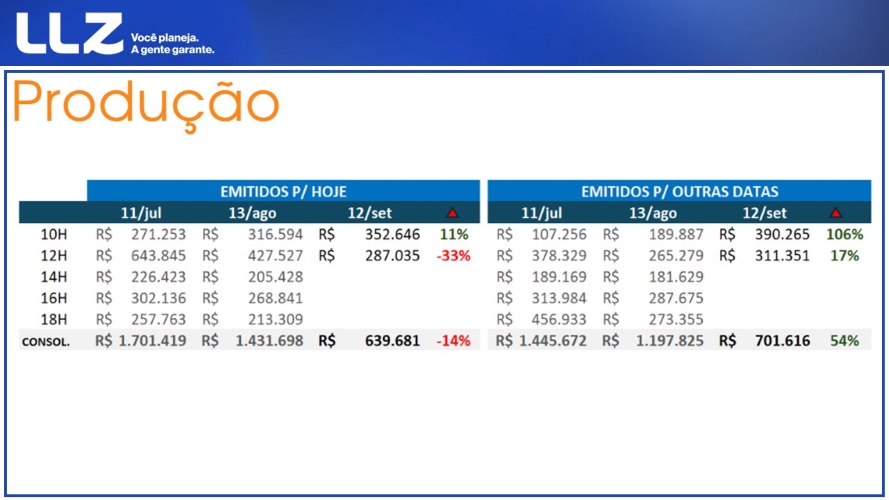 LLZ
Você planeja.
A gente garante.
Produção
EMITIDOS P/ HOJE EMITIDOS P/ OUTRAS DATAS
11/jul 13/ago 12/set 11/jul 13/ago 12/set
10H R$ 271.253 R$ 316.594 R$ 352.646 11% R$ 107.256 R$ 189.887 R$ 390.265 106%
12H R$ 643.845 R$ 427.527 R$ 287.035 -33% R$ 378.329 R$ 265.279 R$ 311.351 17%
14H R$ 226.423 R$ 205.428 R$ 189.169 R$ 181.629
16H R$ 302.136 R$ 268.841 R$ 313.984 R$ 287.675
18H R$ 257.763 R$ 213.309 R$ 456.933 R$ 273.355
CONSOL. R$ 1.701.419 R$ 1.431.698 R$ 639.681 -14% R$ 1.445.672 R$ 1.197.825 R$ 701.616 54%